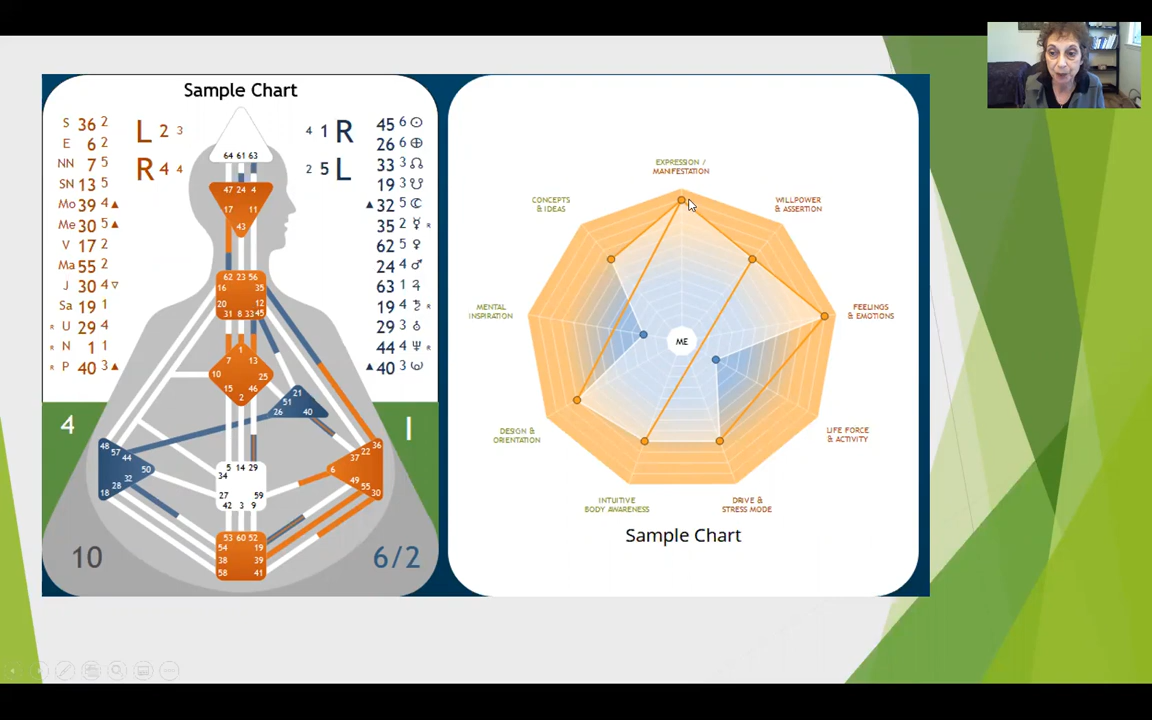 Sample Chart
S 36 2
E 6 2
NN 7 5
SN 13 5
Mo 39 4 ▲
Me 30 5 ▲
V 17 2
Ma 55 2
J 30 4 ▽
Sa 19 1
R U 29 4
R N 1 1
R P 40 3 ▲
L 2 3
R 4 4
4 1 R
2 5 L
45 6 ☉
26 6 ⊕
33 3 ☊
19 3 ☋
▲ 32 5 ☾
35 2 ☿ R
62 5 ♀
24 4 ♂
63 1 ♃
19 4 ♄ R
29 3 ♅
44 4 ♆ R
▲ 40 3
64 61 63
47 24 4
17 11
43
62 23 56
16 35
20 12
31 8 33 45
1
7 13
10 25
15 46
2
21
51
26 40
48
57
44
50
32
28
18
36
22
37
6
49
55
30
5 14 29
34
27 59
42 3 9
53 60 52
54 19
38 39
58 41
4
1
10
6/2
EXPRESSION /
MANIFESTATION
CONCEPTS
& IDEAS
WILLPOWER
& ASSERTION
MENTAL
INSPIRATION
FEELINGS
& EMOTIONS
ME
DESIGN &
ORIENTATION
LIFE FORCE
& ACTIVITY
INTUITIVE
BODY AWARENESS
DRIVE &
STRESS MODE
Sample Chart